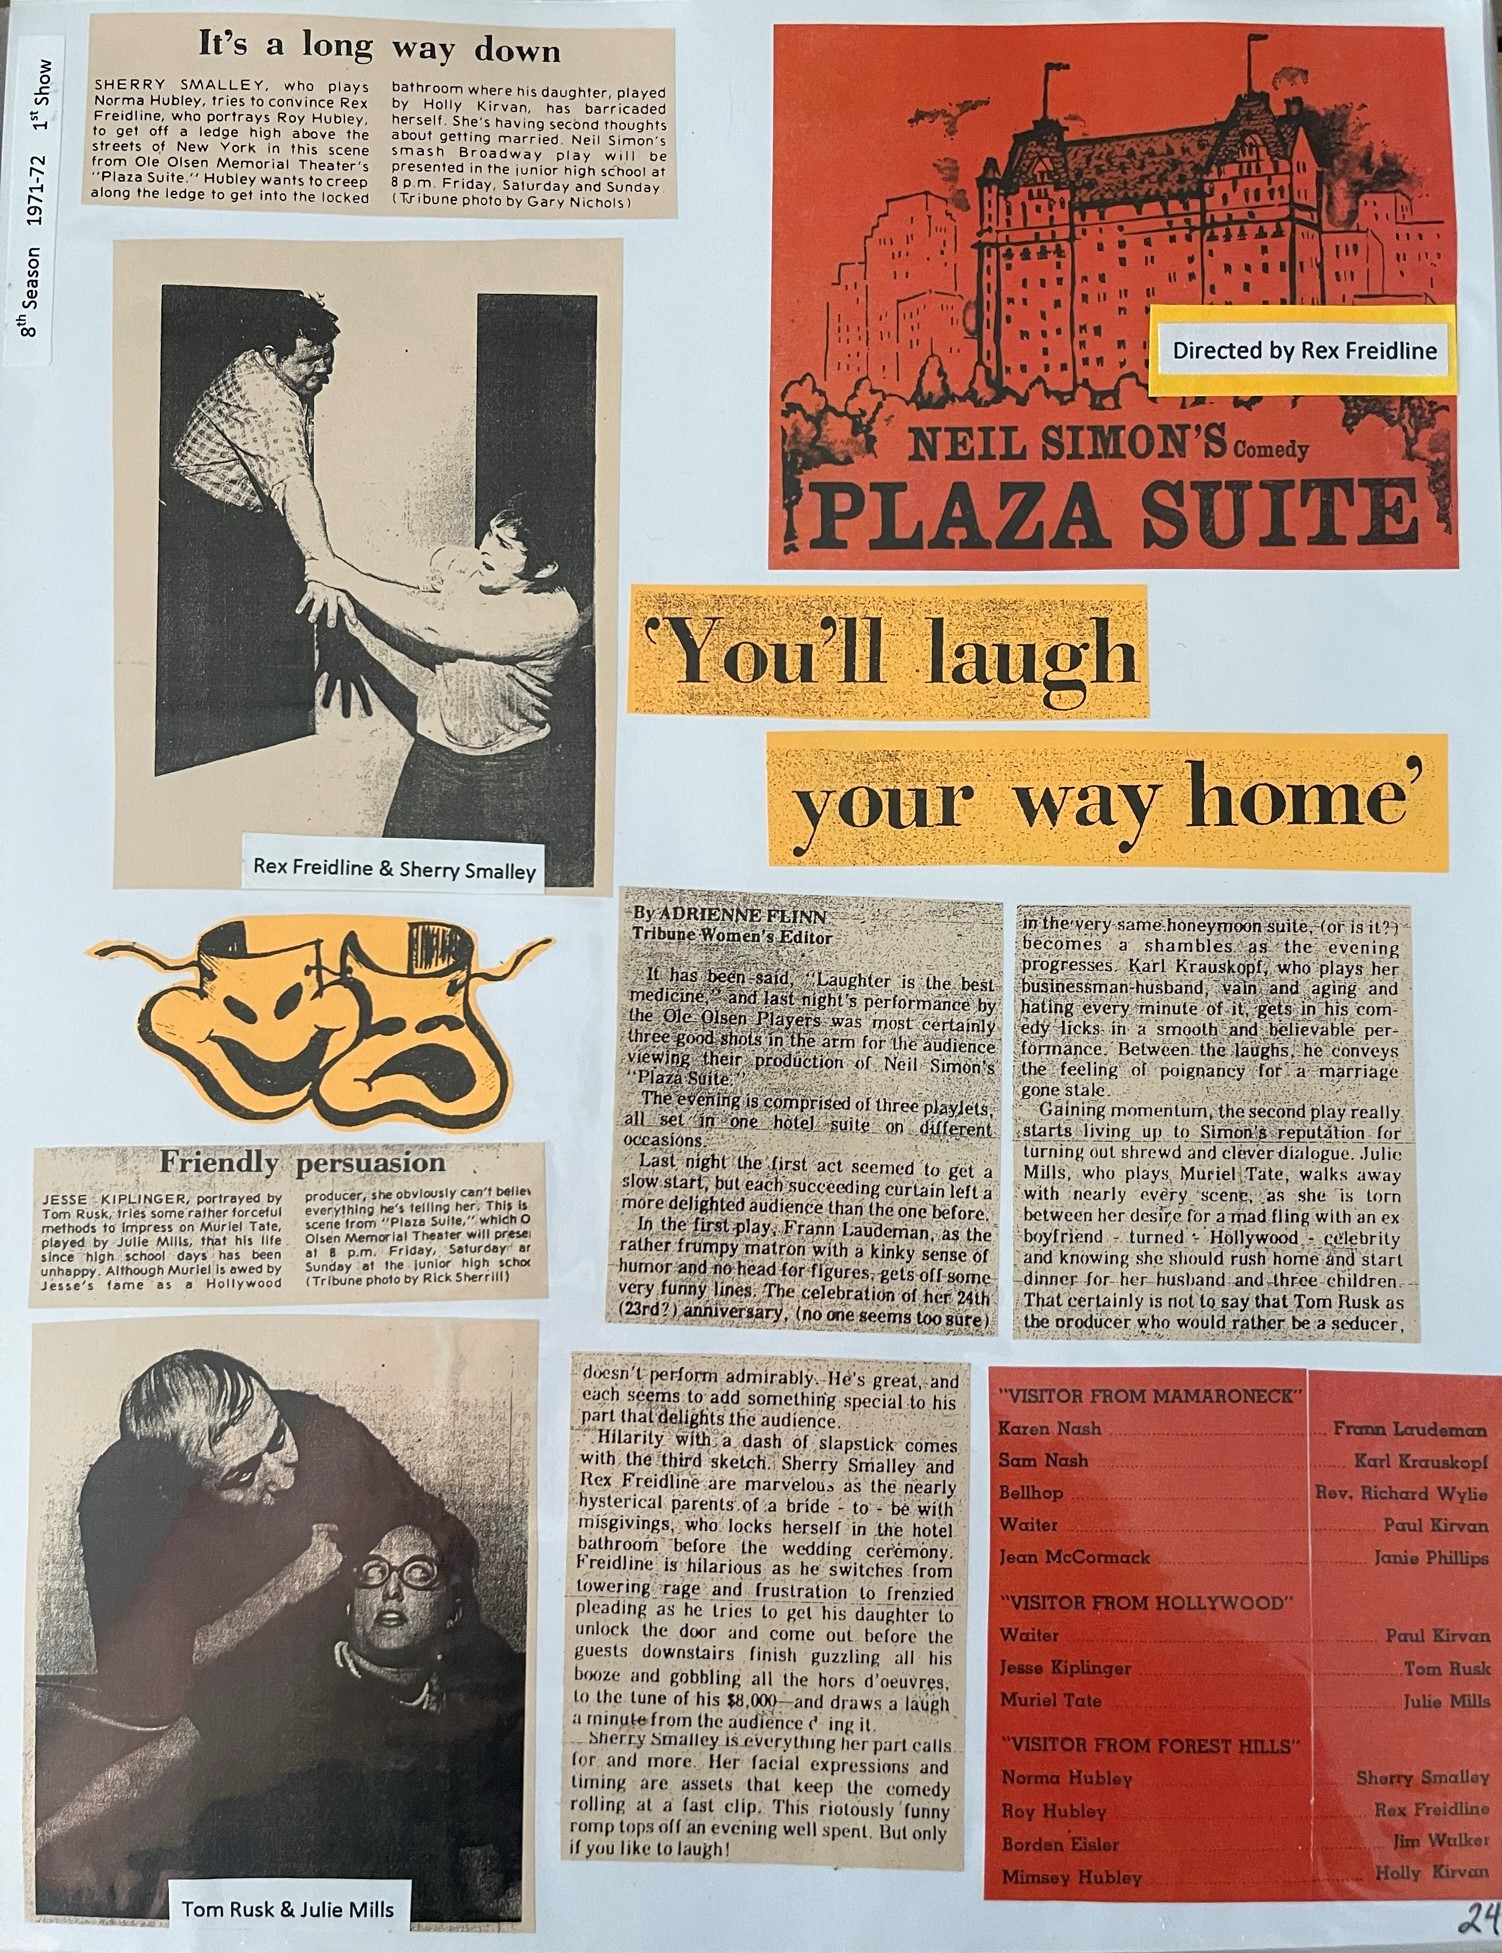 8th Season 1971-72 1st Show
It's a long way down
SHERRY SMALLEY, who plays
Norma Hubley, tries to convince Rex
Freidline, who portrays Roy Hubley,
to get off a ledge high above the
streets of New York in this scene
from Ole Olsen Memorial Theater's
"Plaza Suite." Hubley wants to creep
along the ledge to get into the locked
bathroom where his daughter, played
by Holly Kirvan, has barricaded
herself. She's having second thoughts
about getting married. Neil Simon's
smash Broadway play will be
presented in the junior high school at
8 p.m. Friday, Saturday and Sunday
(Tribune photo by Gary Nichols)
Directed by Rex Freidline
NEIL SIMON'S Comedy
PLAZA SUITE
Rex Freidline & Sherry Smalley
'You'll laugh
your way home'
By ADRIENNE FLINN
Tribune Women's Editor
It has been said, "Laughter is the best
medicine," and last night's performance by
the Ole Olsen Players was most certainly
three good shots in the arm for the audience
viewing their production of Neil Simon's
"Plaza Suite."
The evening is comprised of three playlets,
all set in one hotel suite on different
occasions.
Last night the first act seemed to get a
slow start, but each succeeding curtain left a
more delighted audience than the one before.
In the first play, Frann Laudeman, as the
rather frumpy matron with a kinky sense of
humor and no head for figures, gets off some
very funny lines. The celebration of her 24th
(23rd?) anniversary, (no one seems too sure)
in the very same honeymoon suite, (or is it?)
becomes a shambles as the evening
progresses. Karl Krauskopf, who plays her
businessman-husband, vain and aging and
hating every minute of it, gets in his com-
edy licks in a smooth and believable per-
formance. Between the laughs, he conveys
the feeling of poignancy for a marriage
gone stale.
Gaining momentum, the second play really
starts living up to Simon's reputation for
turning out shrewd and clever dialogue. Julie
Mills, who plays Muriel Tate, walks away
with nearly every scene, as she is torn
between her desire for a mad fling with an ex
boyfriend - turned - Hollywood - celebrity
and knowing she should rush home and start
dinner for her husband and three children.
That certainly is not to say that Tom Rusk as
the producer who would rather be a seducer,
doesn't perform admirably. He's great, and
each seems to add something special to his
part that delights the audience.
Hilarity with a dash of slapstick comes
with the third sketch. Sherry Smalley and
Rex Freidline are marvelous as the nearly
hysterical parents of a bride - to - be with
misgivings, who locks herself in the hotel
bathroom before the wedding ceremony.
Freidline is hilarious as he switches from
towering rage and frustration to frenzied
pleading as he tries to get his daughter to
unlock the door and come out before the
guests downstairs finish guzzling all his
booze and gobbling all the hors d'oeuvres,
to the tune of his $8,000—and draws a laugh
a minute from the audience ing it.
Sherry Smalley is everything her part calls
for and more. Her facial expressions and
timing are assets that keep the comedy
rolling at a fast clip. This riotously funny
romp tops off an evening well spent. But only
if you like to laugh!
Friendly persuasion
JESSE KIPLINGER, portrayed by
Tom Rusk, tries some rather forceful
methods to impress on Muriel Tate,
played by Julie Mills, that his life
since high school days has been
unhappy. Although Muriel is awed by
Jesse's fame as a Hollywood
producer, she obviously can't believ
everything he's telling her. This is
scene from "Plaza Suite," which O
Olsen Memorial Theater will presei
at 8 p.m. Friday, Saturday ar
Sunday at the junior high schoo
(Tribune photo by Rick Sherrill)
Tom Rusk & Julie Mills
"VISITOR FROM MAMARONECK"
Karen Nash Frann Laudeman
Sam Nash Karl Krauskopf
Bellhop Rev. Richard Wylie
Waiter Paul Kirvan
Jean McCormack Janie Phillips
"VISITOR FROM HOLLYWOOD"
Waiter Paul Kirvan
Jesse Kiplinger Tom Rusk
Muriel Tate Julie Mills
"VISITOR FROM FOREST HILLS"
Norma Hubley Sherry Smalley
Roy Hubley Rex Freidline
Borden Eisler Jim Walker
Mimsey Hubley Holly Kirvan
24